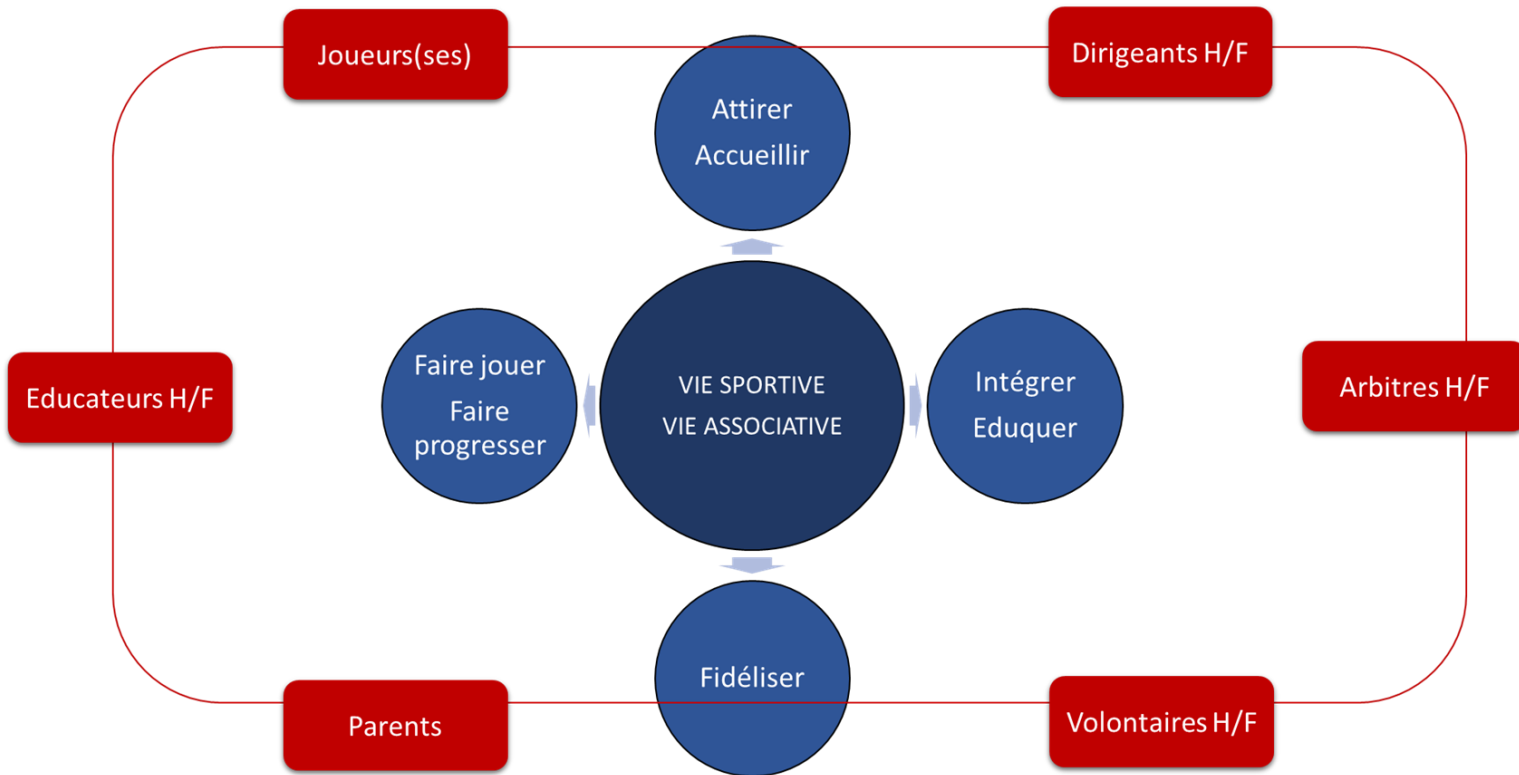 Joueurs(ses)
Dirigeants H/F
Attirer
Accueillir
Educateurs H/F
Faire jouer
Faire
progresser
VIE SPORTIVE
VIE ASSOCIATIVE
Intégrer
Eduquer
Arbitres H/F
Fidéliser
Parents
Volontaires H/F